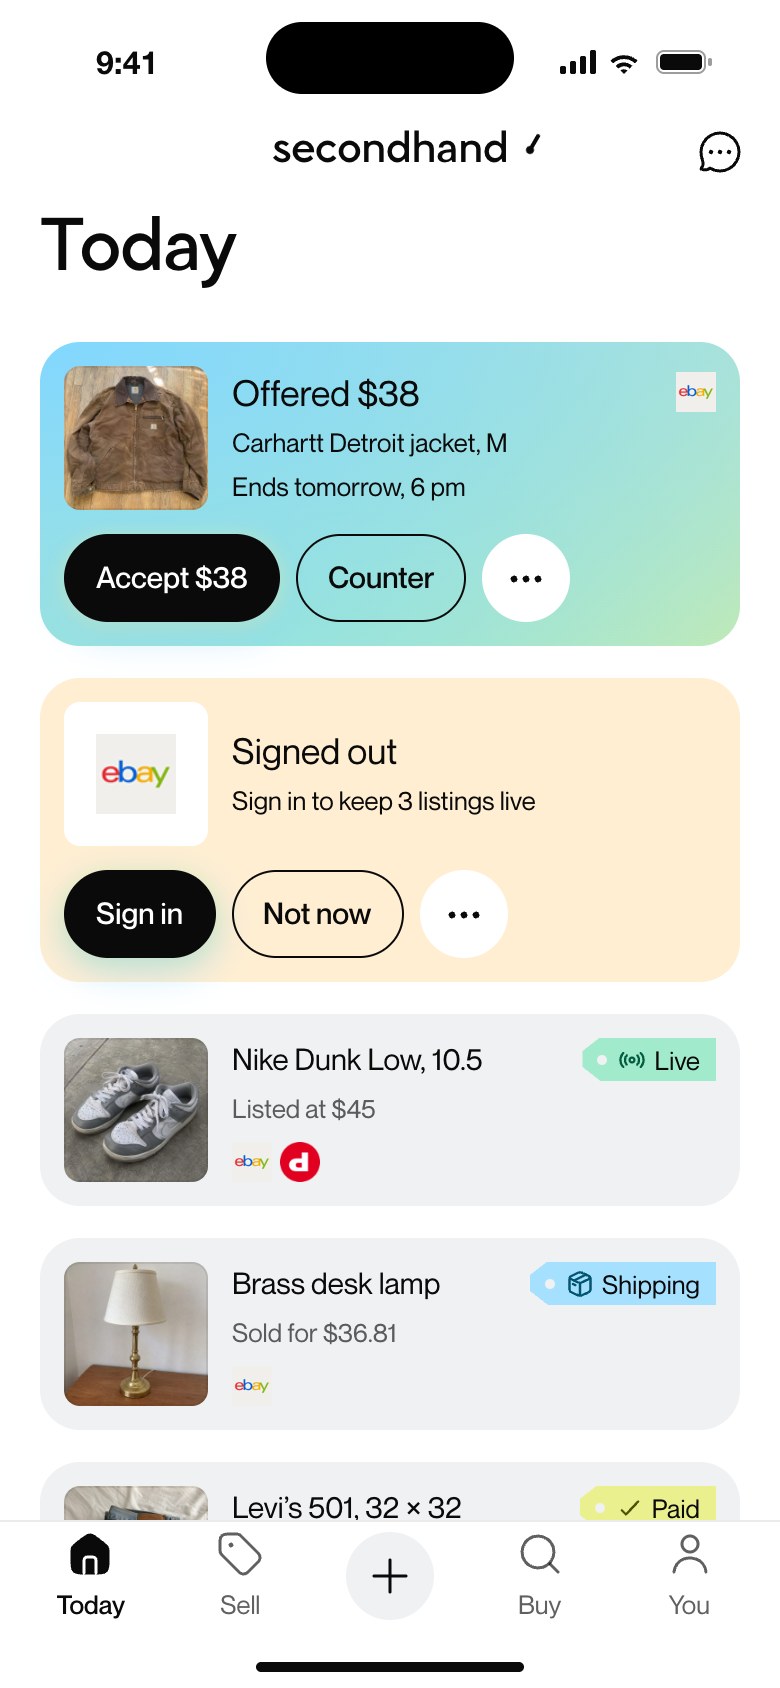 9:41
secondhand
Today
Offered $38
ebay
Carhartt Detroit jacket, M
Ends tomorrow, 6 pm
Accept $38
Counter
ebay
Signed out
Sign in to keep 3 listings live
Sign in
Not now
Nike Dunk Low, 10.5
Live
Listed at $45
ebay
d
Brass desk lamp
Shipping
Sold for $36.81
ebay
Levi’s 501, 32 × 32
Paid
Today
Sell
Buy
You